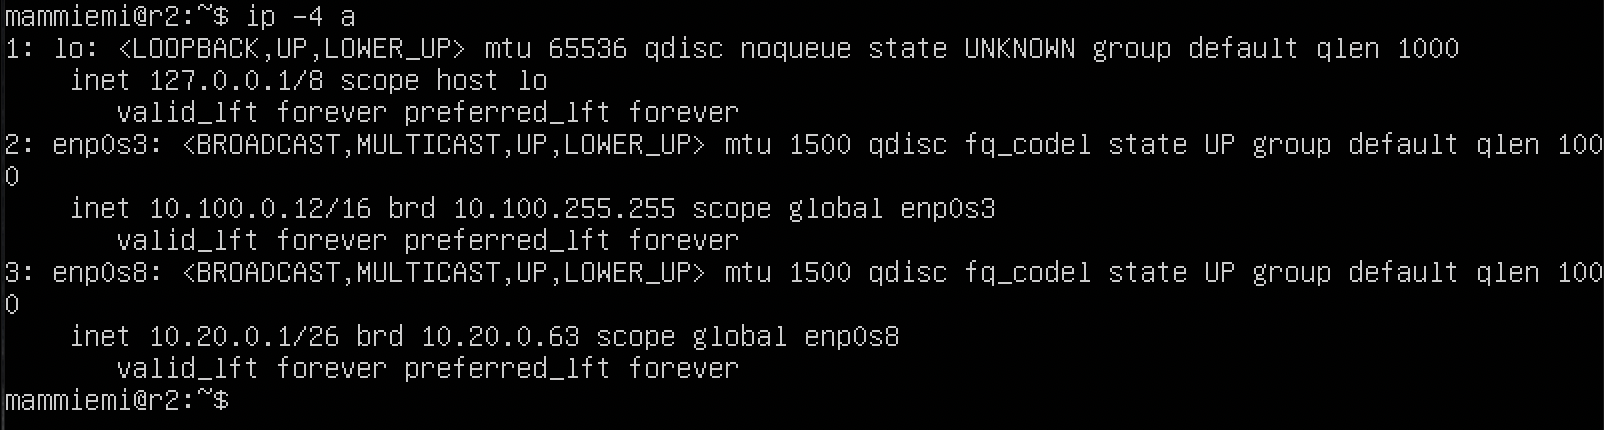 mammiemi@r2:~$ ip -4 a
1: lo: <LOOPBACK,UP,LOWER_UP> mtu 65536 qdisc noqueue state UNKNOWN group default qlen 1000
    inet 127.0.0.1/8 scope host lo
       valid_lft forever preferred_lft forever
2: enp0s3: <BROADCAST,MULTICAST,UP,LOWER_UP> mtu 1500 qdisc fq_codel state UP group default qlen 100
0
    inet 10.100.0.12/16 brd 10.100.255.255 scope global enp0s3
       valid_lft forever preferred_lft forever
3: enp0s8: <BROADCAST,MULTICAST,UP,LOWER_UP> mtu 1500 qdisc fq_codel state UP group default qlen 100
0
    inet 10.20.0.1/26 brd 10.20.0.63 scope global enp0s8
       valid_lft forever preferred_lft forever
mammiemi@r2:~$